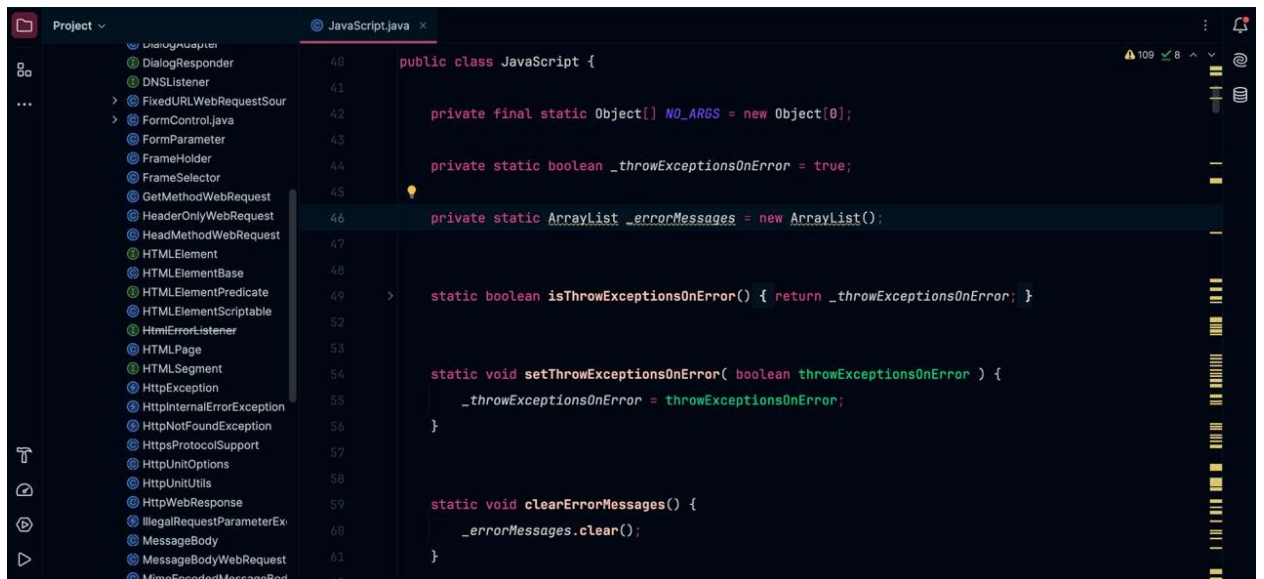 Project
JavaScript.java
109
8
DialogAdapter
DialogResponder
DNSListener
FixedURLWebRequestSour
FormControl.java
FormParameter
FrameHolder
FrameSelector
GetMethodWebRequest
HeaderOnlyWebRequest
HeadMethodWebRequest
HTMLElement
HTMLElementBase
HTMLElementPredicate
HTMLElementScriptable
HtmlErrorListener
HTMLPage
HTMLSegment
HttpException
HttpInternalErrorException
HttpNotFoundException
HttpsProtocolSupport
HttpUnitOptions
HttpUnitUtils
HttpWebResponse
IllegalRequestParameterEx
MessageBody
MessageBodyWebRequest
MimeEncodedMessageBod
40 public class JavaScript {
41
42 private final static Object[] NO_ARGS = new Object[0];
43
44 private static boolean _throwExceptionsOnError = true;
45
46 private static ArrayList _errorMessages = new ArrayList();
47
48
49 static boolean isThrowExceptionsOnError() { return _throwExceptionsOnError; }
52
53
54 static void setThrowExceptionsOnError( boolean throwExceptionsOnError ) {
55 _throwExceptionsOnError = throwExceptionsOnError;
56 }
57
58
59 static void clearErrorMessages() {
60 _errorMessages.clear();
61 }